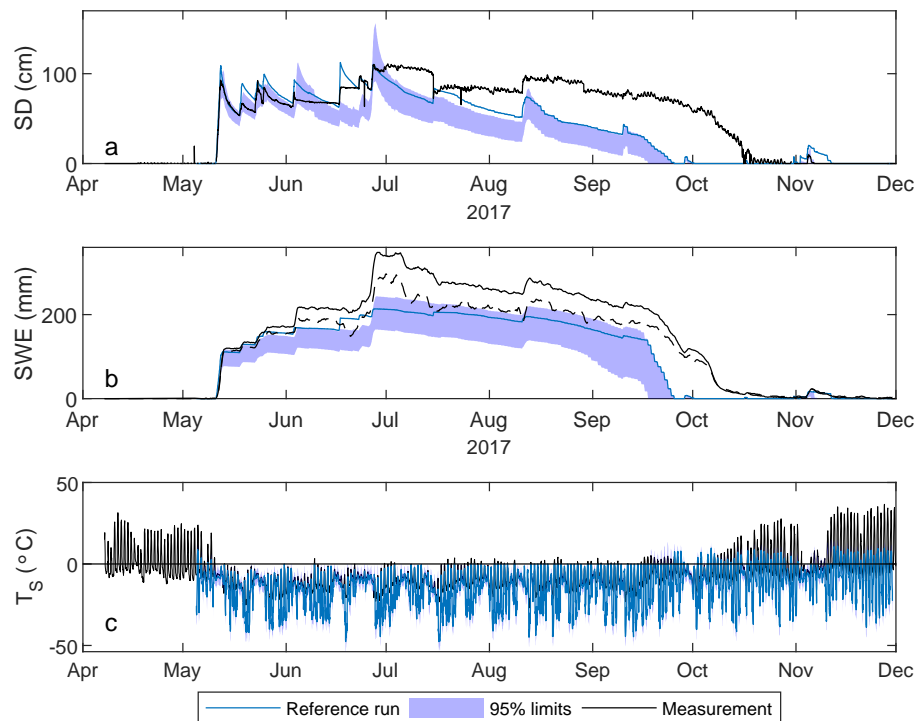 SD (cm)
100
0
a
Apr May Jun Jul Aug Sep Oct Nov Dec
2017
SWE (mm)
200
0
b
Apr May Jun Jul Aug Sep Oct Nov Dec
2017
T_S (°C)
50
0
-50
c
Apr May Jun Jul Aug Sep Oct Nov Dec
Reference run 95% limits Measurement